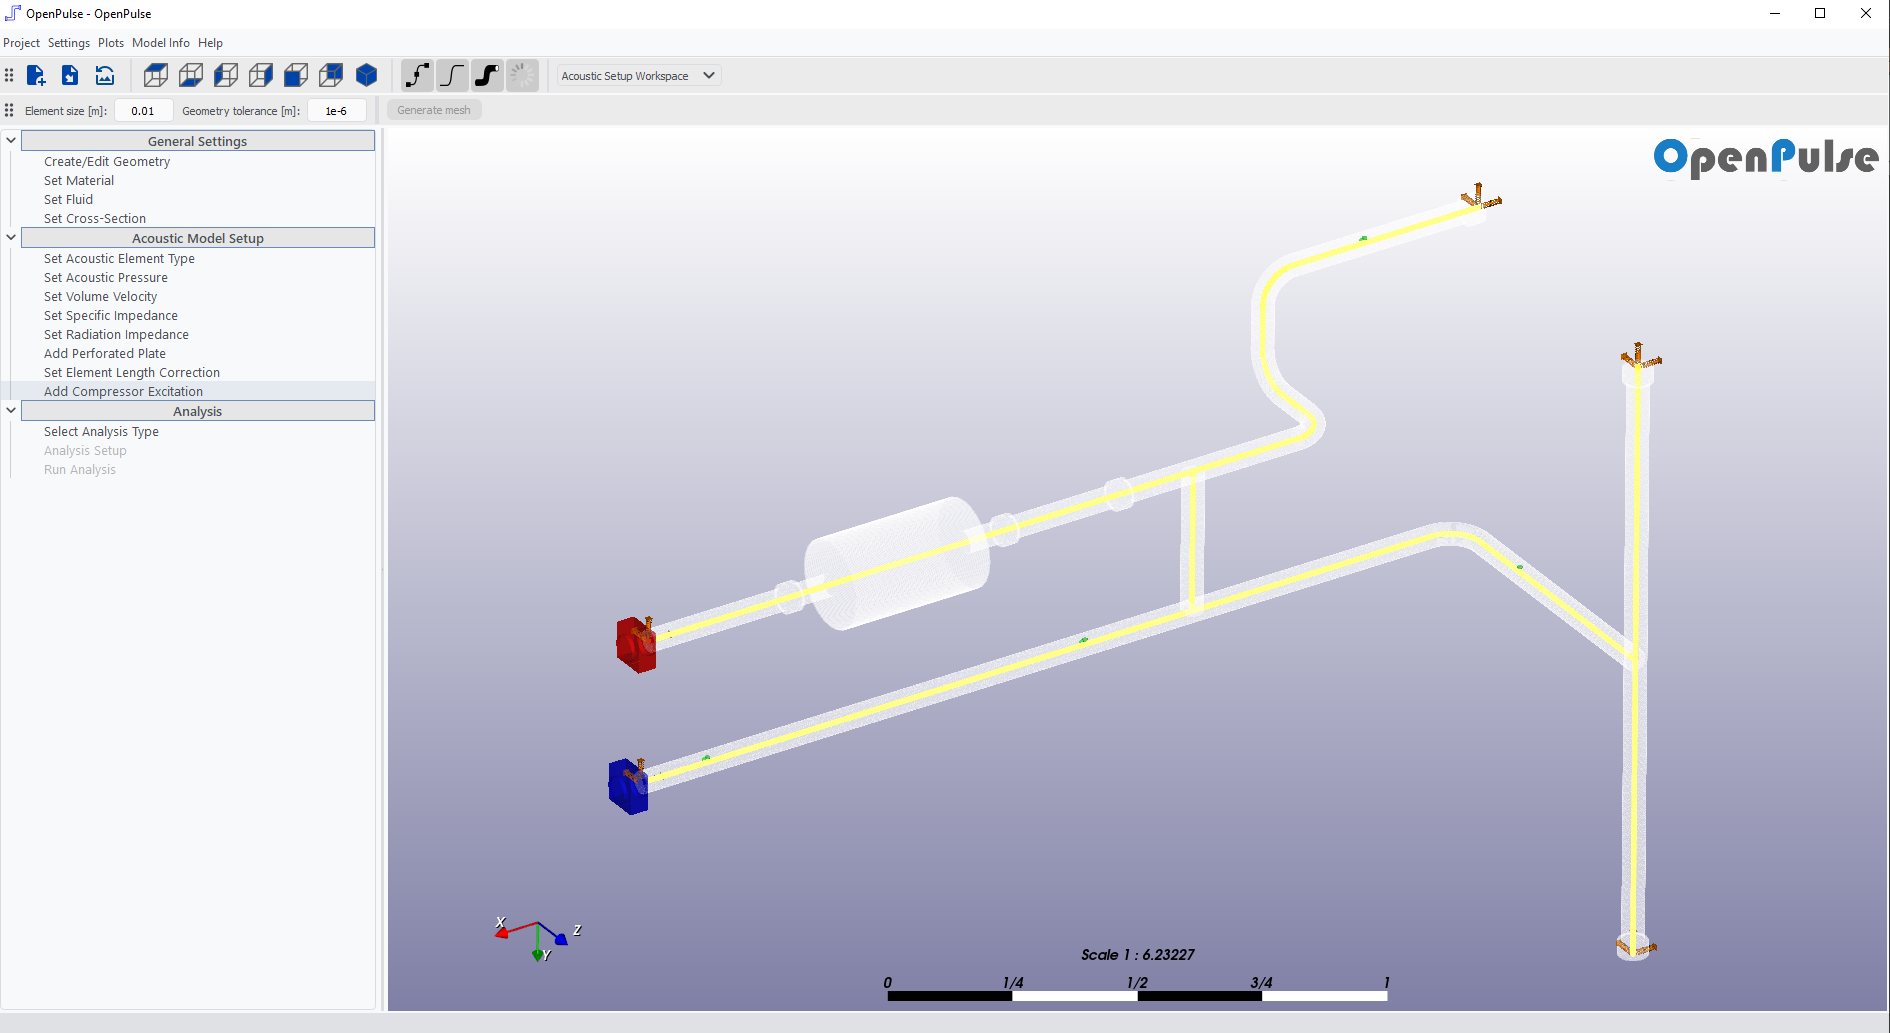 OpenPulse - OpenPulse
Project Settings Plots Model Info Help
Acoustic Setup Workspace
Element size [m]: 0.01 Geometry tolerance [m]: 1e-6 Generate mesh
General Settings
Create/Edit Geometry
Set Material
Set Fluid
Set Cross-Section
Acoustic Model Setup
Set Acoustic Element Type
Set Acoustic Pressure
Set Volume Velocity
Set Specific Impedance
Set Radiation Impedance
Add Perforated Plate
Set Element Length Correction
Add Compressor Excitation
Analysis
Select Analysis Type
Analysis Setup
Run Analysis
OpenPulse
X
Z
Y
Scale 1 : 6.23227
0 1/4 1/2 3/4 1